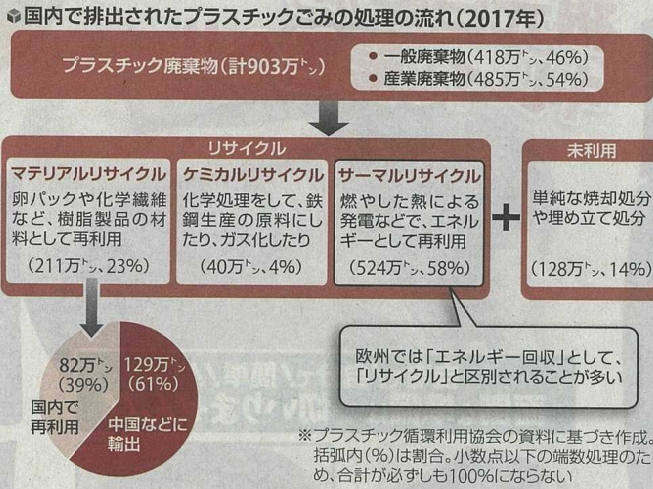 国内で排出されたプラスチックごみの処理の流れ(2017年)
プラスチック廃棄物(計903万トン)
●一般廃棄物(418万トン、46%)
●産業廃棄物(485万トン、54%)
リサイクル
マテリアルリサイクル
卵パックや化学繊維
など、樹脂製品の材
料として再利用
(211万トン、23%)
ケミカルリサイクル
化学処理をして、鉄
鋼生産の原料にし
たり、ガス化したり
(40万トン、4%)
サーマルリサイクル
燃やした熱による
発電などで、エネル
ギーとして再利用
(524万トン、58%)
+
未利用
単純な焼却処分
や埋め立て処分
(128万トン、14%)
82万トン
(39%)
国内で
再利用
129万トン
(61%)
中国などに
輸出
欧州では「エネルギー回収」として、
「リサイクル」と区別されることが多い
※プラスチック循環利用協会の資料に基づき作成。
括弧内(%)は割合。小数点以下の端数処理のた
め、合計が必ずしも100%にならない